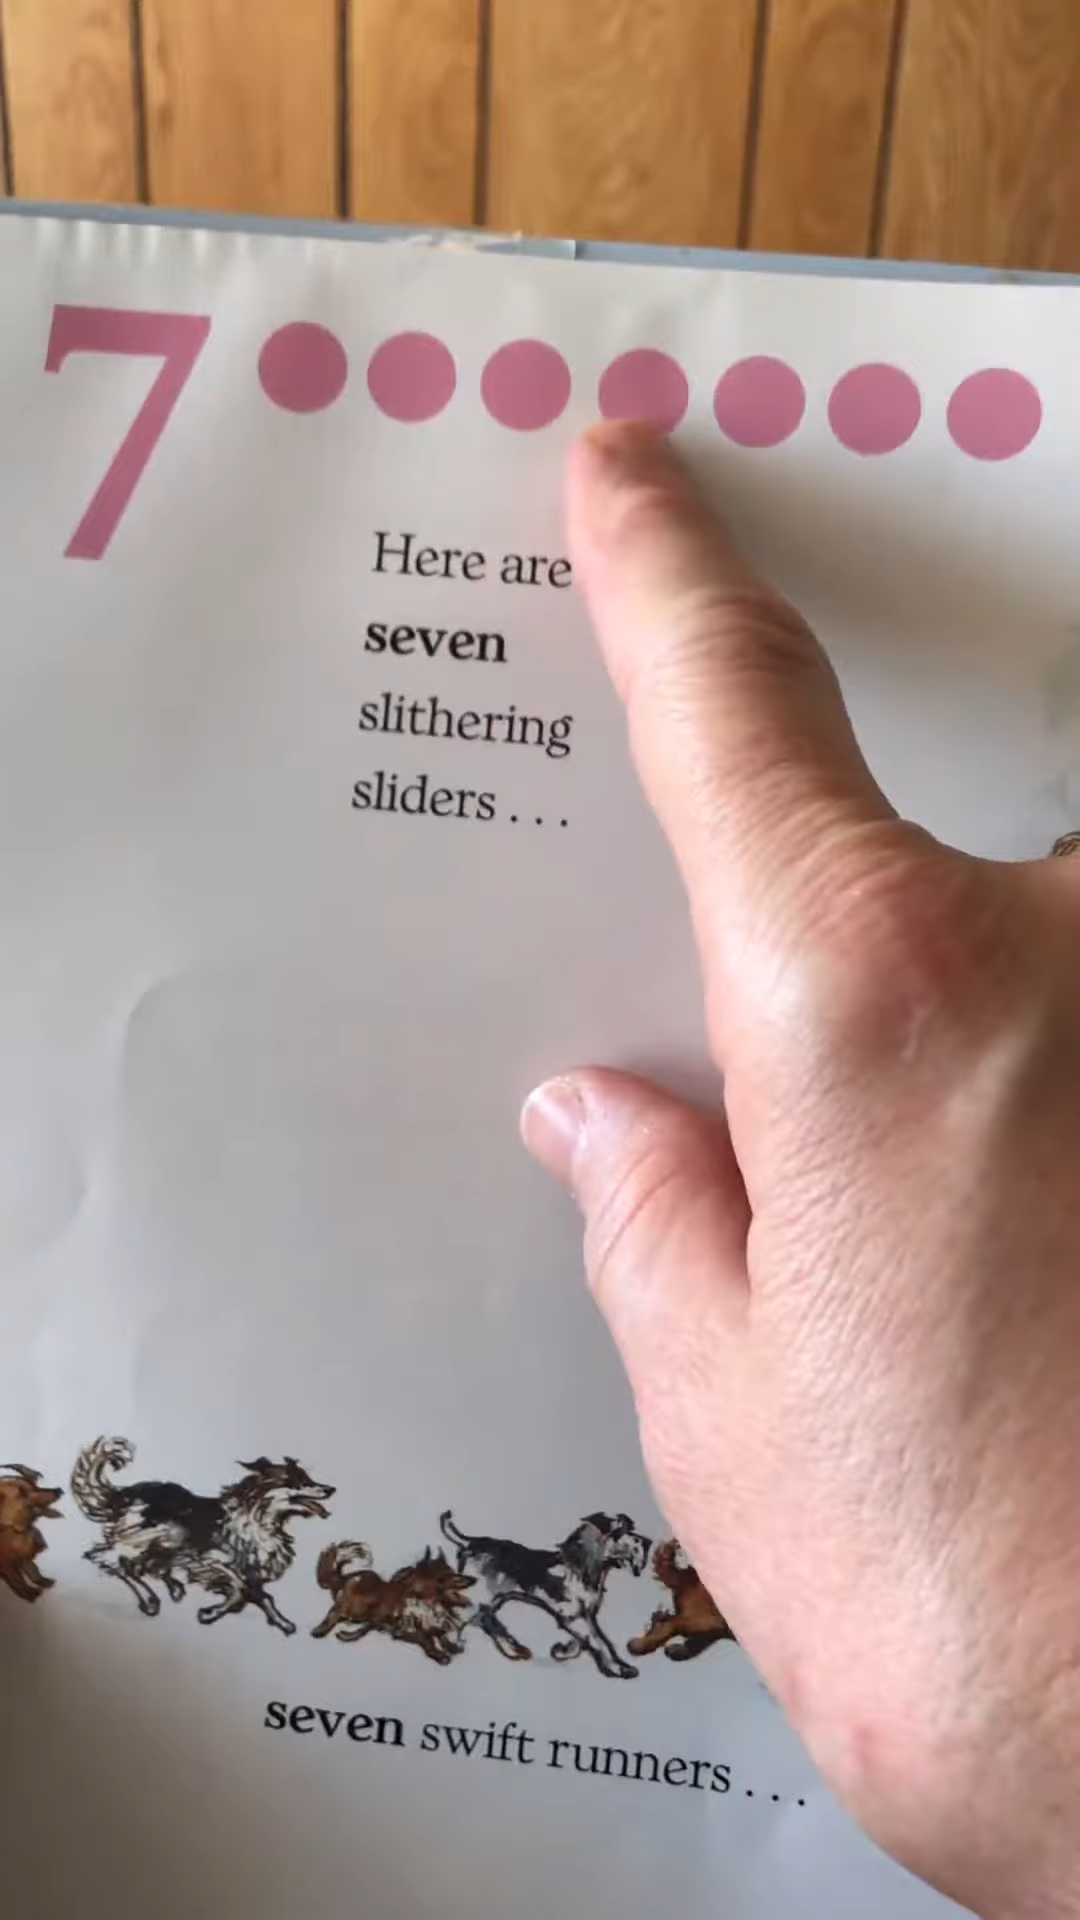 7
Here are
seven
slithering
sliders . . .
seven swift runners . . .